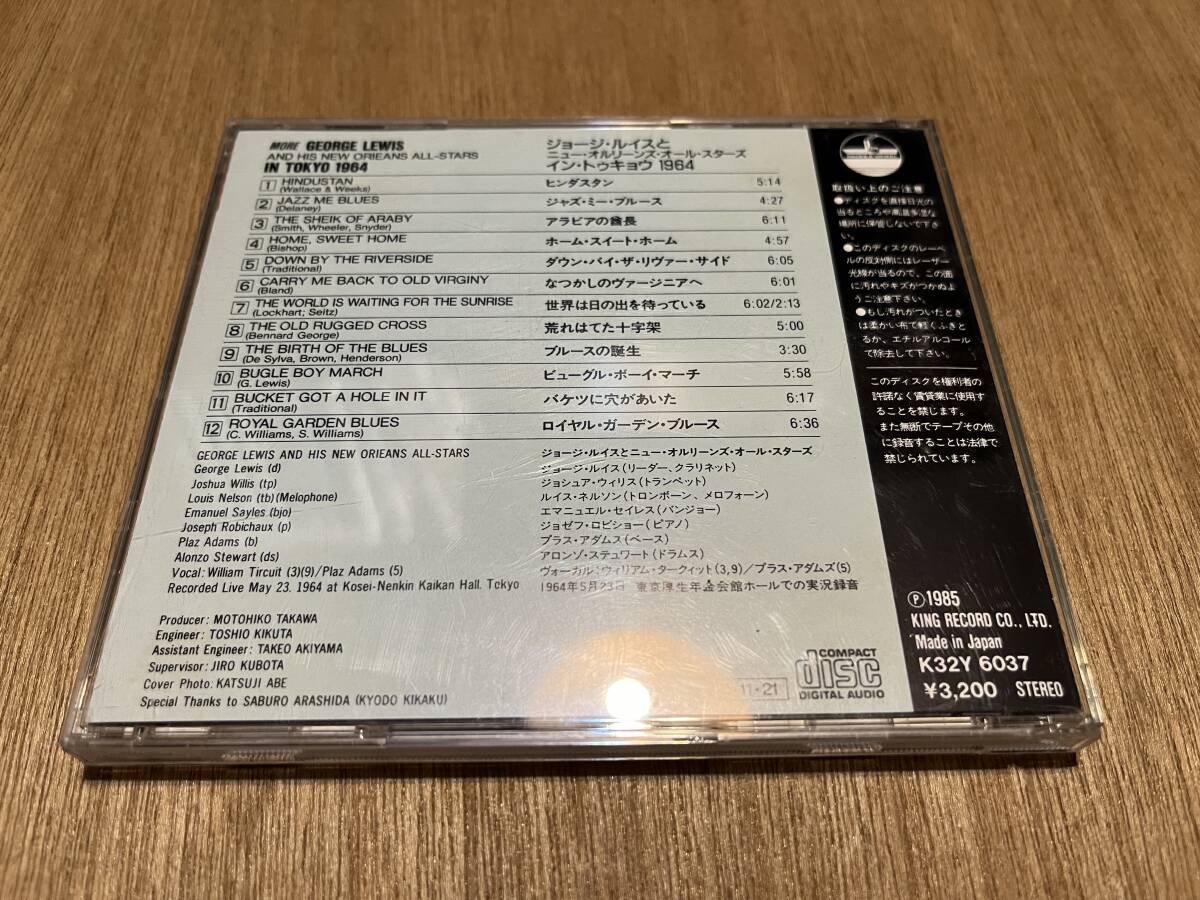 MORE GEORGE LEWIS
AND HIS NEW ORIEANS ALL-STARS
IN TOKYO 1964
ジョージ・ルイスと
ニュー・オルリーンズ・オール・スターズ
イン・トゥキョウ 1964
1 HINDUSTAN ヒンダスタン 5:14
(Wallace & Weeks)
2 JAZZ ME BLUES ジャズ・ミー・ブルース 4:27
(Delaney)
3 THE SHEIK OF ARABY アラビアの酋長 6:11
(Smith, Wheeler, Snyder)
4 HOME, SWEET HOME ホーム・スイート・ホーム 4:57
(Bishop)
5 DOWN BY THE RIVERSIDE ダウン・バイ・ザ・リヴァー・サイド 6:05
(Traditional)
6 CARRY ME BACK TO OLD VIRGINY なつかしのヴァージニアへ 6:01
(Bland)
7 THE WORLD IS WAITING FOR THE SUNRISE 世界は日の出を待っている 6:02/2:13
(Lockhart; Seitz)
8 THE OLD RUGGED CROSS 荒れはてた十字架 5:00
(Bennard George)
9 THE BIRTH OF THE BLUES ブルースの誕生 3:30
(De Sylva, Brown, Henderson)
10 BUGLE BOY MARCH ビューグル・ボーイ・マーチ 5:58
(G. Lewis)
11 BUCKET GOT A HOLE IN IT バケツに穴があいた 6:17
(Traditional)
12 ROYAL GARDEN BLUES ロイヤル・ガーデン・ブルース 6:36
(C. Williams, S. Williams)
GEORGE LEWIS AND HIS NEW ORIEANS ALL-STARS
George Lewis (d)
Joshua Willis (tp)
Louis Nelson (tb)(Melophone)
Emanuel Sayles (bjo)
Joseph Robichaux (p)
Plaz Adams (b)
Alonzo Stewart (ds)
Vocal: William Tircuit (3)(9)/Plaz Adams (5)
Recorded Live May 23. 1964 at Kosei-Nenkin Kaikan Hall. Tokyo
ジョージ・ルイスとニュー・オルリーンズ・オール・スターズ
ジョージ・ルイス(リーダー、クラリネット)
ジョシュア・ウィリス(トランペット)
ルイス・ネルソン(トロンボーン、メロフォーン)
エマニュエル・セイレス(バンジョー)
ジョゼフ・ロビショー(ピアノ)
プラス・アダムス(ベース)
アロンゾ・ステュワート(ドラムス)
ヴォーカル:ウィリアム・タークィット(3,9)/プラス・アダムズ(5)
1964年5月23日 東京厚生年金会館ホールでの実況録音
Producer: MOTOHIKO TAKAWA
Engineer: TOSHIO KIKUTA
Assistant Engineer: TAKEO AKIYAMA
Supervisor: JIRO KUBOTA
Cover Photo: KATSUJI ABE
Special Thanks to SABURO ARASHIDA (KYODO KIKAKU)
11・21
COMPACT
disc
DIGITAL AUDIO
取扱い上のご注意
●ディスクを直接日光の
当るところや高温多湿な
場所に保管しないで下さ
い。
●このディスクのレーベ
ルの反対側にはレーザー
光線が当るので、この面
に汚れやキズがつかぬよ
うご注意下さい。
●もし汚れがついたとき
は柔かい布で軽くふきと
るか、エチルアルコール
で除去して下さい。
このディスクを権利者の
許諾なく賃貸業に使用す
ることを禁じます。
また無断でテープその他
に録音することは法律で
禁じられています。
Ⓟ1985
KING RECORD CO., LTD.
Made in Japan
K32Y 6037
¥3,200 STEREO